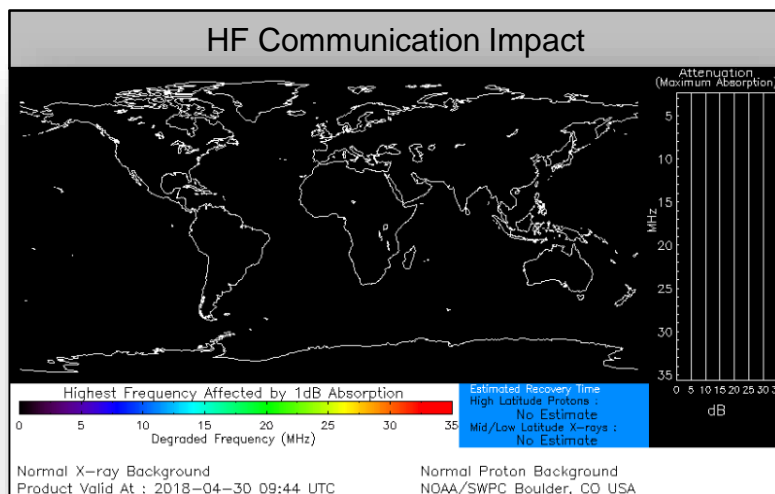 HF Communication Impact
Attenuation
(Maximum Absorption)
5
10
15
20
25
30
35
MHz
0 5 10 15 20 25 30
dB
Highest Frequency Affected by 1dB Absorption
0 5 10 15 20 25 30 35
Degraded Frequency (MHz)
Estimated Recovery Time
High Latitude Protons :
No Estimate
Mid/Low Latitude X-rays :
No Estimate
Normal X-ray Background
Normal Proton Background
Product Valid At : 2018-04-30 09:44 UTC
NOAA/SWPC Boulder, CO USA